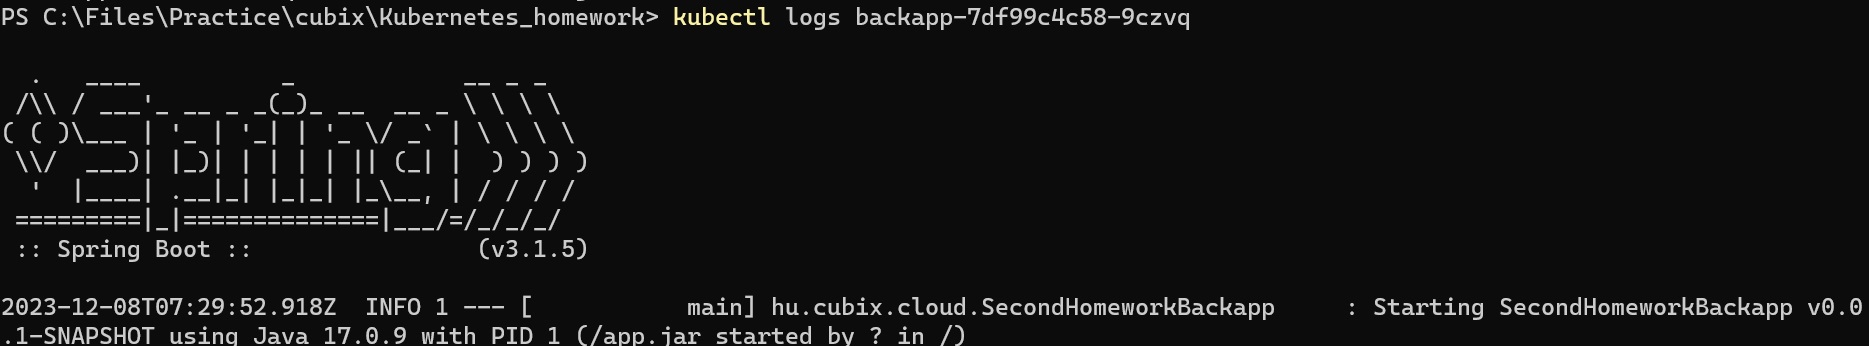 PS C:\Files\Practice\cubix\Kubernetes_homework> kubectl logs backapp-7df99c4c58-9czvq

  .   ____          _            __ _ _
 /\\ / ___'_ __ _ _(_)_ __  __ _ \ \ \ \
( ( )\___ | '_ | '_| | '_ \/ _` | \ \ \ \
 \\/  ___)| |_)| | | | | || (_| |  ) ) ) )
  '  |____| .__|_| |_|_| |_\__, | / / / /
 =========|_|==============|___/=/_/_/_/
 :: Spring Boot ::                (v3.1.5)

2023-12-08T07:29:52.918Z  INFO 1 --- [           main] hu.cubix.cloud.SecondHomeworkBackapp     : Starting SecondHomeworkBackapp v0.0
.1-SNAPSHOT using Java 17.0.9 with PID 1 (/app.jar started by ? in /)